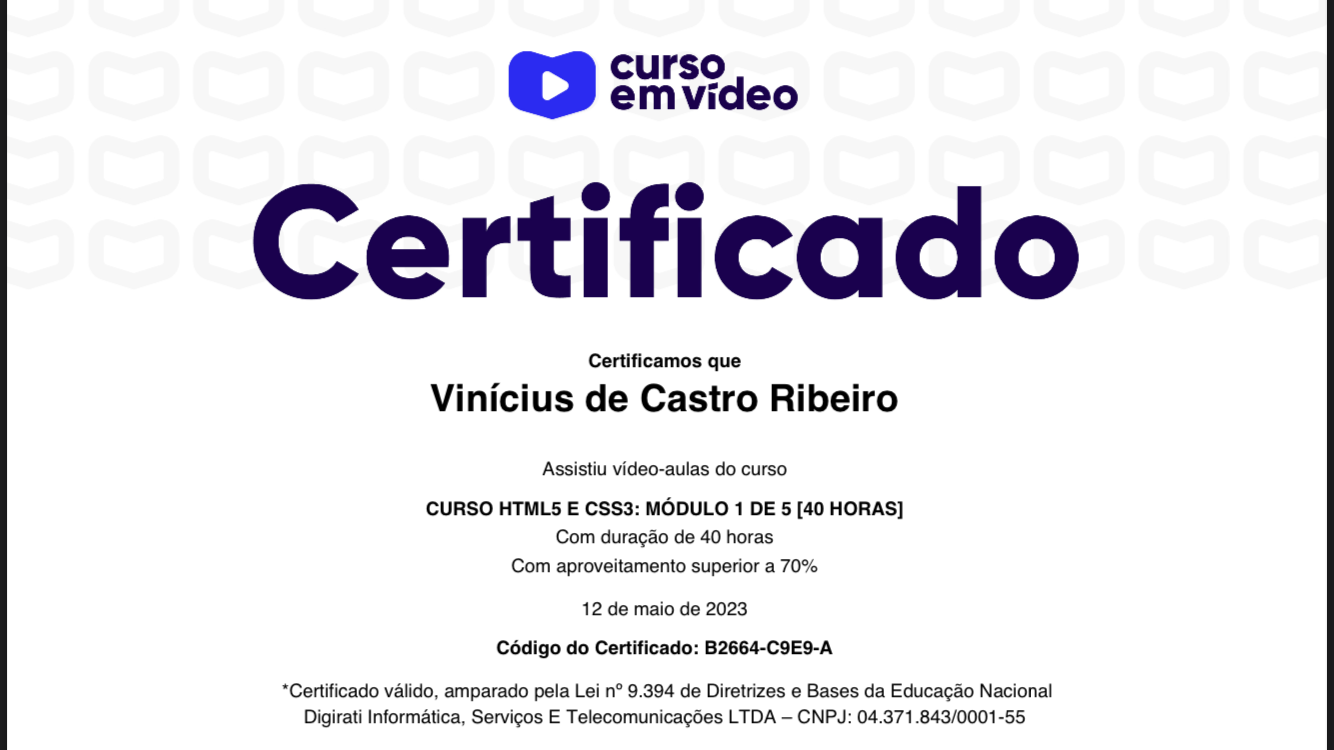 curso
em vídeo
Certificado
Certificamos que
Vinícius de Castro Ribeiro
Assistiu vídeo-aulas do curso
CURSO HTML5 E CSS3: MÓDULO 1 DE 5 [40 HORAS]
Com duração de 40 horas
Com aproveitamento superior a 70%
12 de maio de 2023
Código do Certificado: B2664-C9E9-A
*Certificado válido, amparado pela Lei nº 9.394 de Diretrizes e Bases da Educação Nacional
Digirati Informática, Serviços E Telecomunicações LTDA – CNPJ: 04.371.843/0001-55